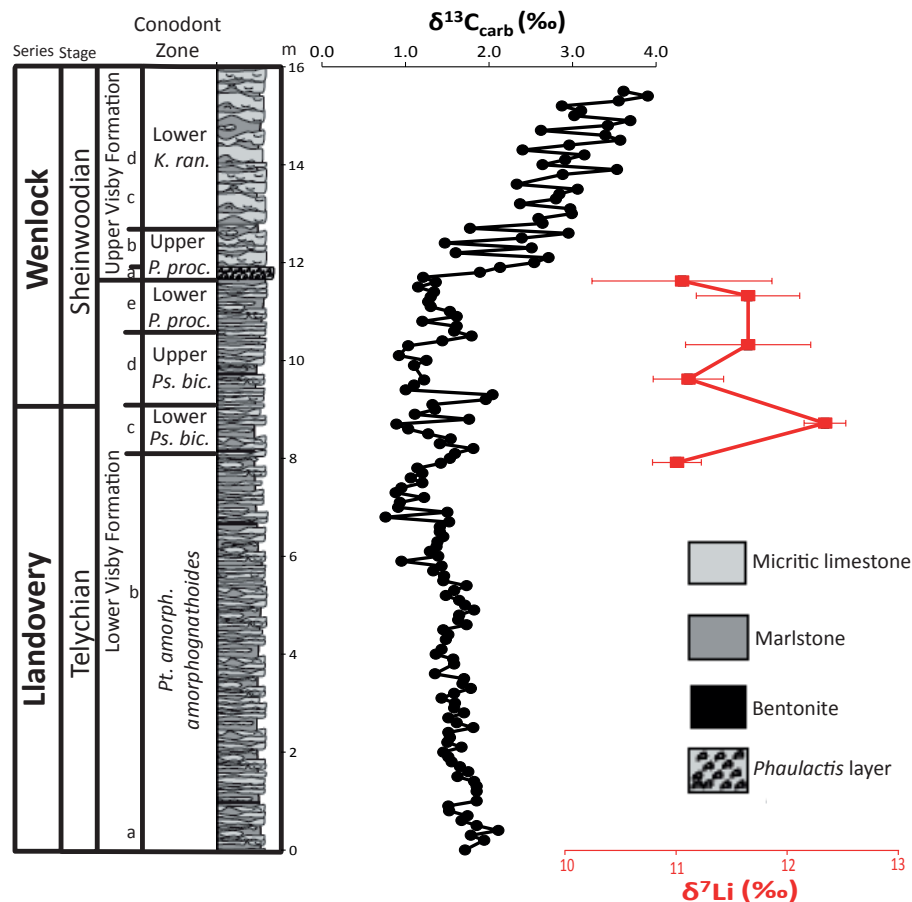 δ¹³Ccarb (‰)
Conodont
Series Stage Zone m
0.0 1.0 2.0 3.0 4.0
16
14
12
10
8
6
4
2
0
Wenlock
Llandovery
Sheinwoodian
Telychian
Upper Visby Formation
Lower Visby Formation
d
c
b
a
e
d
c
b
a
Lower
K. ran.
Upper
P. proc.
Lower
P. proc.
Upper
Ps. bic.
Lower
Ps. bic.
Pt. amorph.
amorphognathoides
Micritic limestone
Marlstone
Bentonite
Phaulactis layer
10 11 12 13
δ⁷Li (‰)